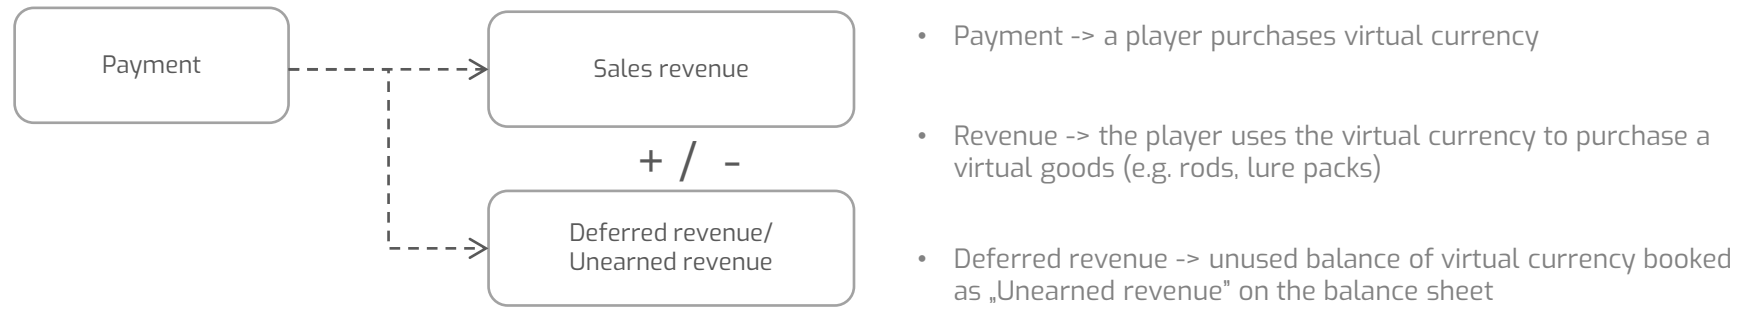 Payment
Sales revenue
+ / -
Deferred revenue/
Unearned revenue
• Payment -> a player purchases virtual currency
• Revenue -> the player uses the virtual currency to purchase a
virtual goods (e.g. rods, lure packs)
• Deferred revenue -> unused balance of virtual currency booked
as „Unearned revenue” on the balance sheet